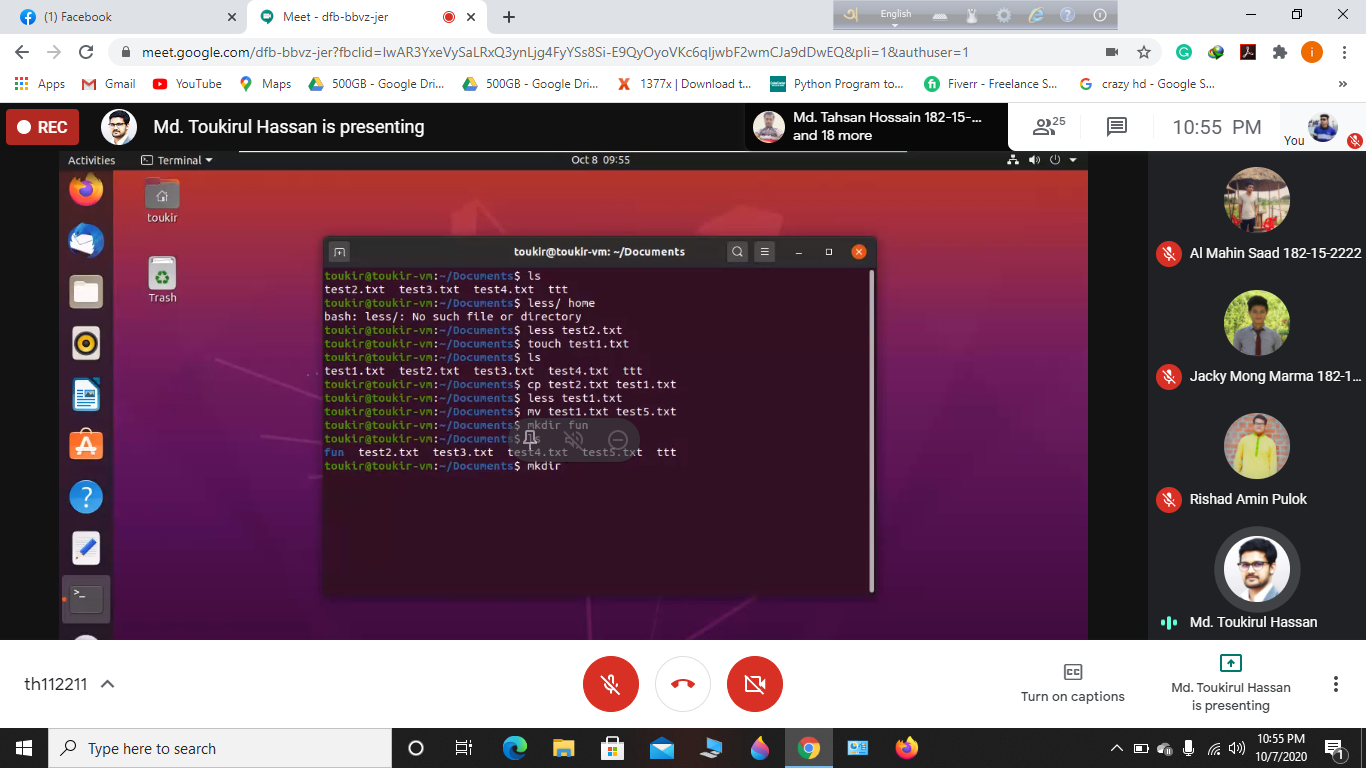 (1) Facebook
Meet - dfb-bbvz-jer
English
meet.google.com/dfb-bbvz-jer?fbclid=IwAR3YxeVySaLRxQ3ynLjg4FyYSs8Si-E9QyOyoVKc6qIjwbF2wmCJa9dDwEQ&pli=1&authuser=1
Apps
Gmail
YouTube
Maps
500GB - Google Dri...
500GB - Google Dri...
1377x | Download t...
Python Program to...
Fiverr - Freelance S...
crazy hd - Google S...
REC
Md. Toukirul Hassan is presenting
Md. Tahsan Hossain 182-15-...
and 18 more
25
10:55 PM
You
Activities
Terminal
Oct 8 09:55
toukir
Trash
toukir@toukir-vm: ~/Documents
toukir@toukir-vm:~/Documents$ ls
test2.txt test3.txt test4.txt ttt
toukir@toukir-vm:~/Documents$ less/ home
bash: less/: No such file or directory
toukir@toukir-vm:~/Documents$ less test2.txt
toukir@toukir-vm:~/Documents$ touch test1.txt
toukir@toukir-vm:~/Documents$ ls
test1.txt test2.txt test3.txt test4.txt ttt
toukir@toukir-vm:~/Documents$ cp test2.txt test1.txt
toukir@toukir-vm:~/Documents$ less test1.txt
toukir@toukir-vm:~/Documents$ mv test1.txt test5.txt
toukir@toukir-vm:~/Documents$ mkdir fun
toukir@toukir-vm:~/Documents$ ls
fun test2.txt test3.txt test4.txt test5.txt ttt
toukir@toukir-vm:~/Documents$ mkdir
Al Mahin Saad 182-15-2222
Jacky Mong Marma 182-1...
Rishad Amin Pulok
Md. Toukirul Hassan
th112211
Turn on captions
Md. Toukirul Hassan
is presenting
Type here to search
10:55 PM
10/7/2020
1